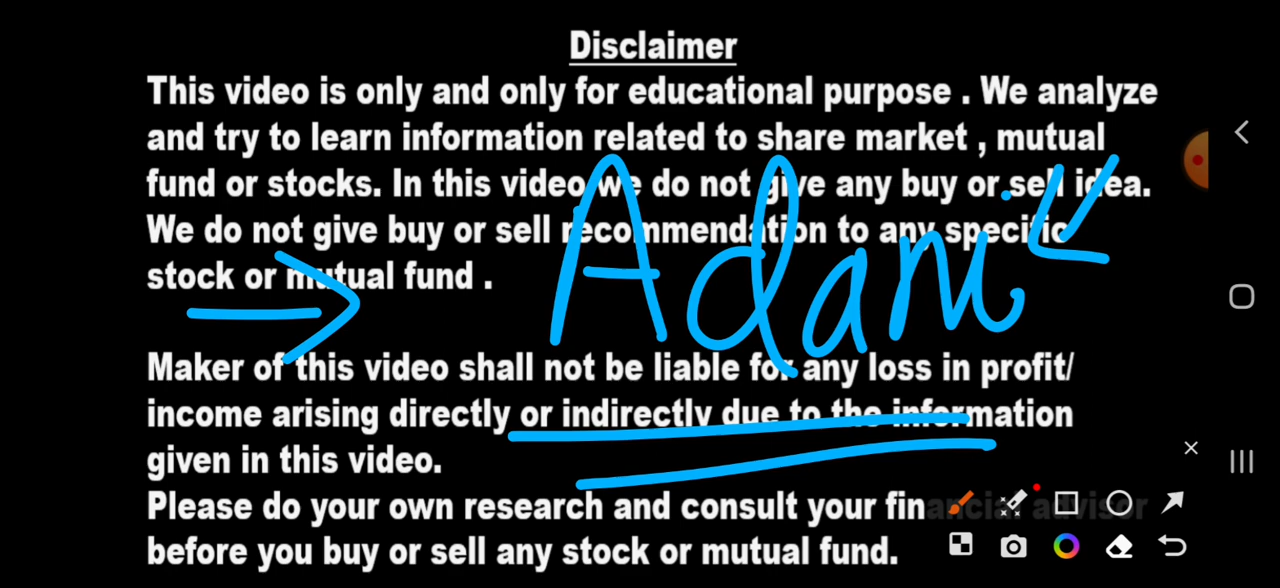 Disclaimer
This video is only and only for educational purpose . We analyze
and try to learn information related to share market , mutual
fund or stocks. In this video we do not give any buy or sell idea.
We do not give buy or sell recommendation to any specific
stock or mutual fund .
Adani
Maker of this video shall not be liable for any loss in profit/
income arising directly or indirectly due to the information
given in this video.
Please do your own research and consult your financial advisor
before you buy or sell any stock or mutual fund.